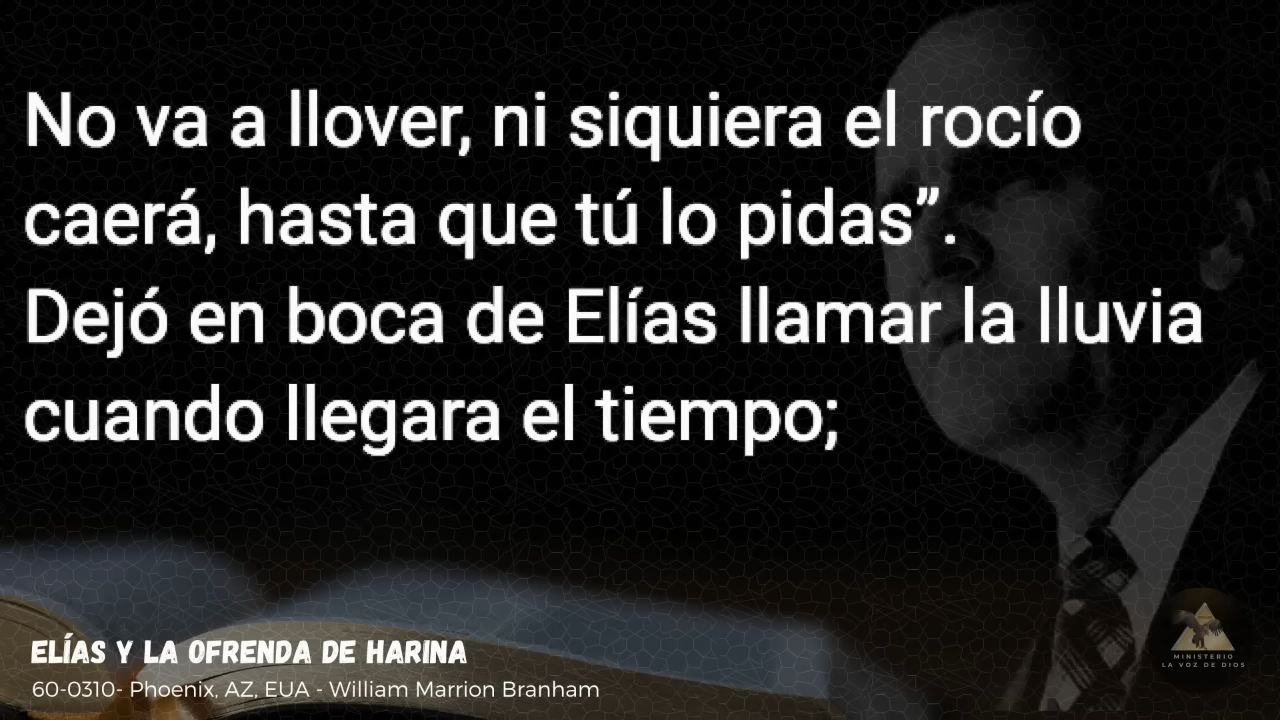 No va a llover, ni siquiera el rocío
caerá, hasta que tú lo pidas”.
Dejó en boca de Elías llamar la lluvia
cuando llegara el tiempo;
ELÍAS Y LA OFRENDA DE HARINA
60-0310- Phoenix, AZ, EUA - William Marrion Branham
MINISTERIO
LA VOZ DE DIOS